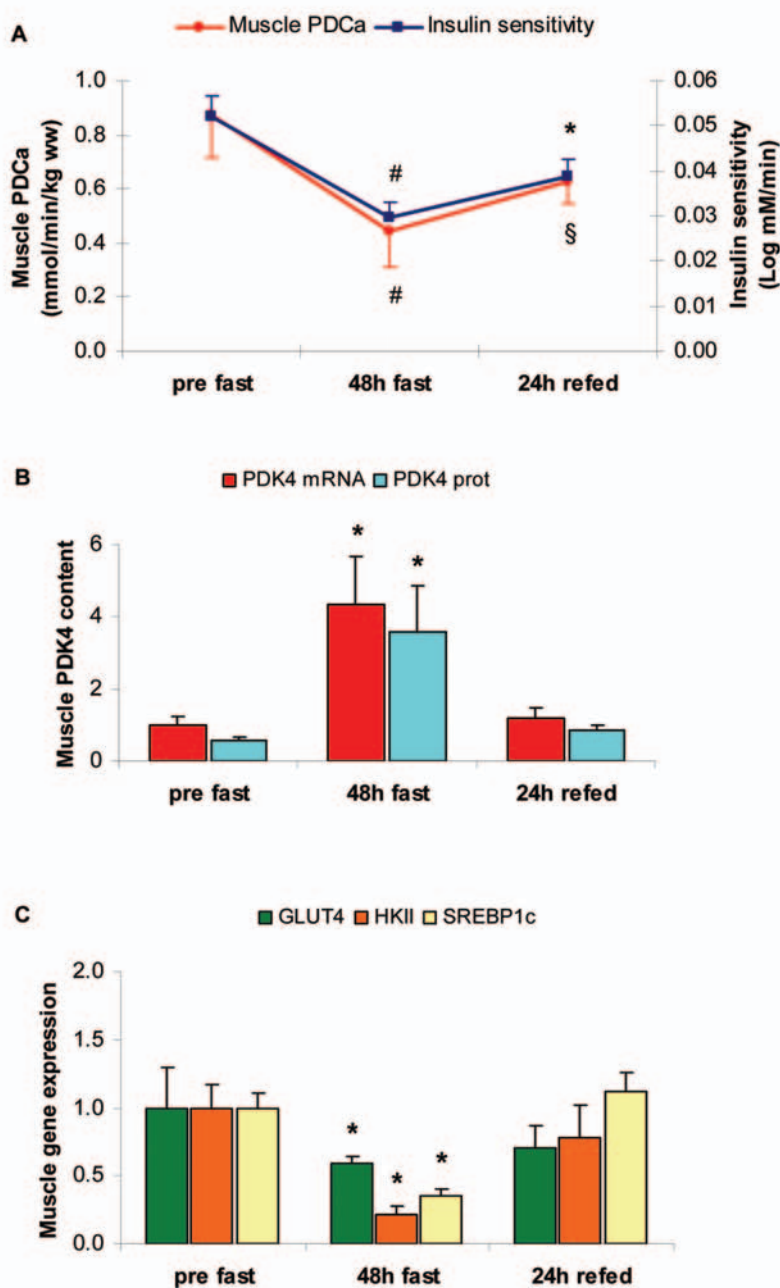 A
Muscle PDCa Insulin sensitivity
Muscle PDCa
(mmol/min/kg ww)
1.0
0.8
0.6
0.4
0.2
0.0
#
#
*
§
0.06
0.05
0.04
0.03
0.02
0.01
0.00
Insulin sensitivity
(Log mM/min)
pre fast 48h fast 24h refed
B
PDK4 mRNA PDK4 prot
Muscle PDK4 content
6
4
2
0
* *
pre fast 48h fast 24h refed
C
GLUT4 HKII SREBP1c
Muscle gene expression
2.0
1.5
1.0
0.5
0.0
* * *
pre fast 48h fast 24h refed